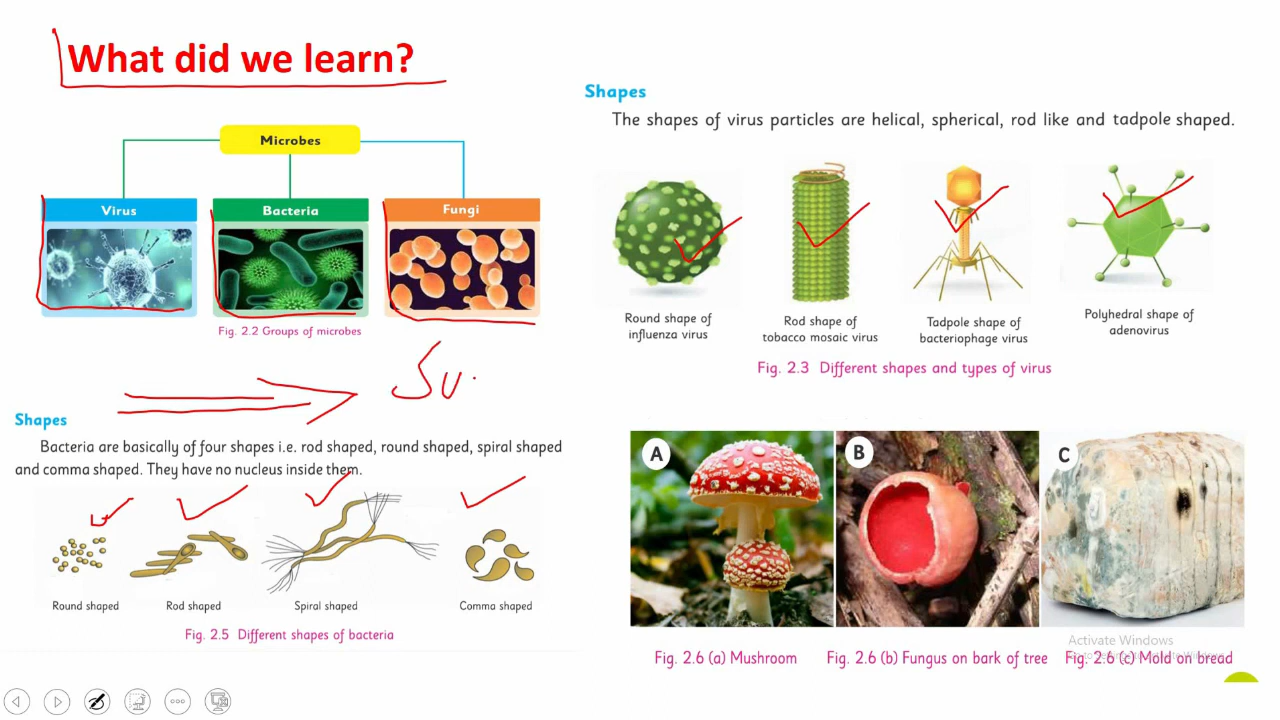 What did we learn?
Microbes
Virus
Bacteria
Fungi
Fig. 2.2 Groups of microbes
Shapes
Bacteria are basically of four shapes i.e. rod shaped, round shaped, spiral shaped
and comma shaped. They have no nucleus inside them.
Round shaped
Rod shaped
Spiral shaped
Comma shaped
Fig. 2.5 Different shapes of bacteria
Shapes
The shapes of virus particles are helical, spherical, rod like and tadpole shaped.
Round shape of
influenza virus
Rod shape of
tobacco mosaic virus
Tadpole shape of
bacteriophage virus
Polyhedral shape of
adenovirus
Fig. 2.3 Different shapes and types of virus
A
B
C
Fig. 2.6 (a) Mushroom
Fig. 2.6 (b) Fungus on bark of tree
Fig. 2.6 (c) Mold on bread
Activate Windows